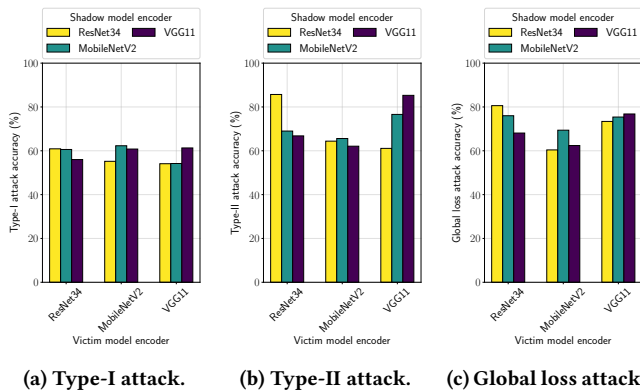 Shadow model encoder
ResNet34 VGG11
MobileNetV2
Type-I attack accuracy (%)
100
80
60
40
20
0
ResNet34 MobileNetV2 VGG11
Victim model encoder
(a) Type-I attack.
Shadow model encoder
ResNet34 VGG11
MobileNetV2
Type-II attack accuracy (%)
100
80
60
40
20
0
ResNet34 MobileNetV2 VGG11
Victim model encoder
(b) Type-II attack.
Shadow model encoder
ResNet34 VGG11
MobileNetV2
Global loss attack accuracy (%)
100
80
60
40
20
0
ResNet34 MobileNetV2 VGG11
Victim model encoder
(c) Global loss attack